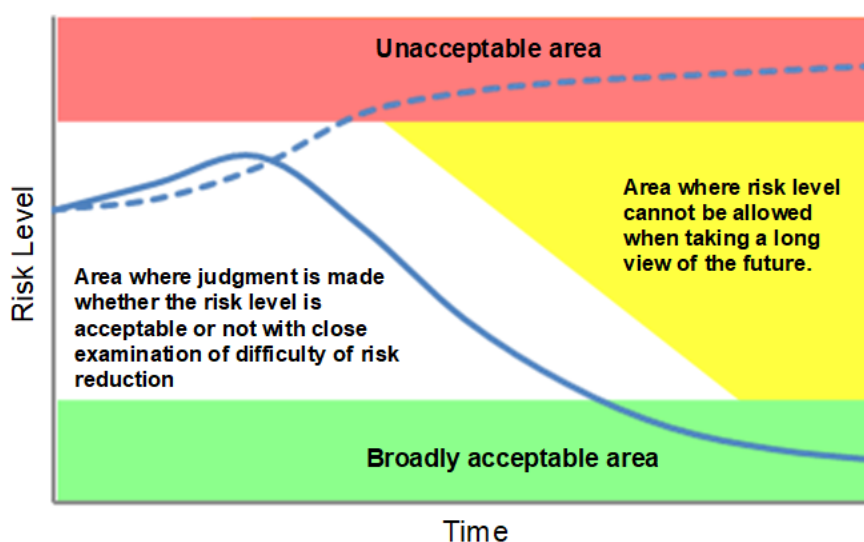 Unacceptable area
Area where risk level
cannot be allowed
when taking a long
view of the future.
Area where judgment is made
whether the risk level is
acceptable or not with close
examination of difficulty of risk
reduction
Broadly acceptable area
Risk Level
Time